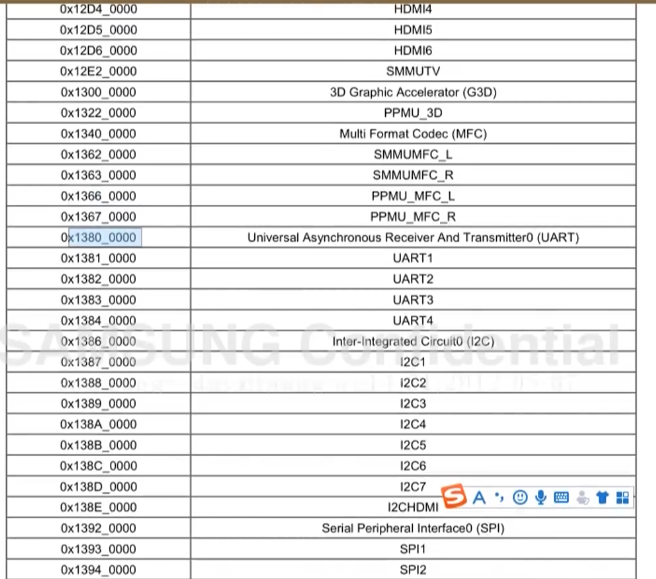 0x12D4_0000 HDMI4
0x12D5_0000 HDMI5
0x12D6_0000 HDMI6
0x12E2_0000 SMMUTV
0x1300_0000 3D Graphic Accelerator (G3D)
0x1322_0000 PPMU_3D
0x1340_0000 Multi Format Codec (MFC)
0x1362_0000 SMMUMFC_L
0x1363_0000 SMMUMFC_R
0x1366_0000 PPMU_MFC_L
0x1367_0000 PPMU_MFC_R
0x1380_0000 Universal Asynchronous Receiver And Transmitter0 (UART)
0x1381_0000 UART1
0x1382_0000 UART2
0x1383_0000 UART3
0x1384_0000 UART4
SAMSUNG Confidential
0x1386_0000 Inter-Integrated Circuit0 (I2C)
0x1387_0000 I2C1
0x1388_0000 I2C2
0x1389_0000 I2C3
0x138A_0000 I2C4
0x138B_0000 I2C5
0x138C_0000 I2C6
0x138D_0000 I2C7
0x138E_0000 I2CHDMI
0x1392_0000 Serial Peripheral Interface0 (SPI)
0x1393_0000 SPI1
0x1394_0000 SPI2